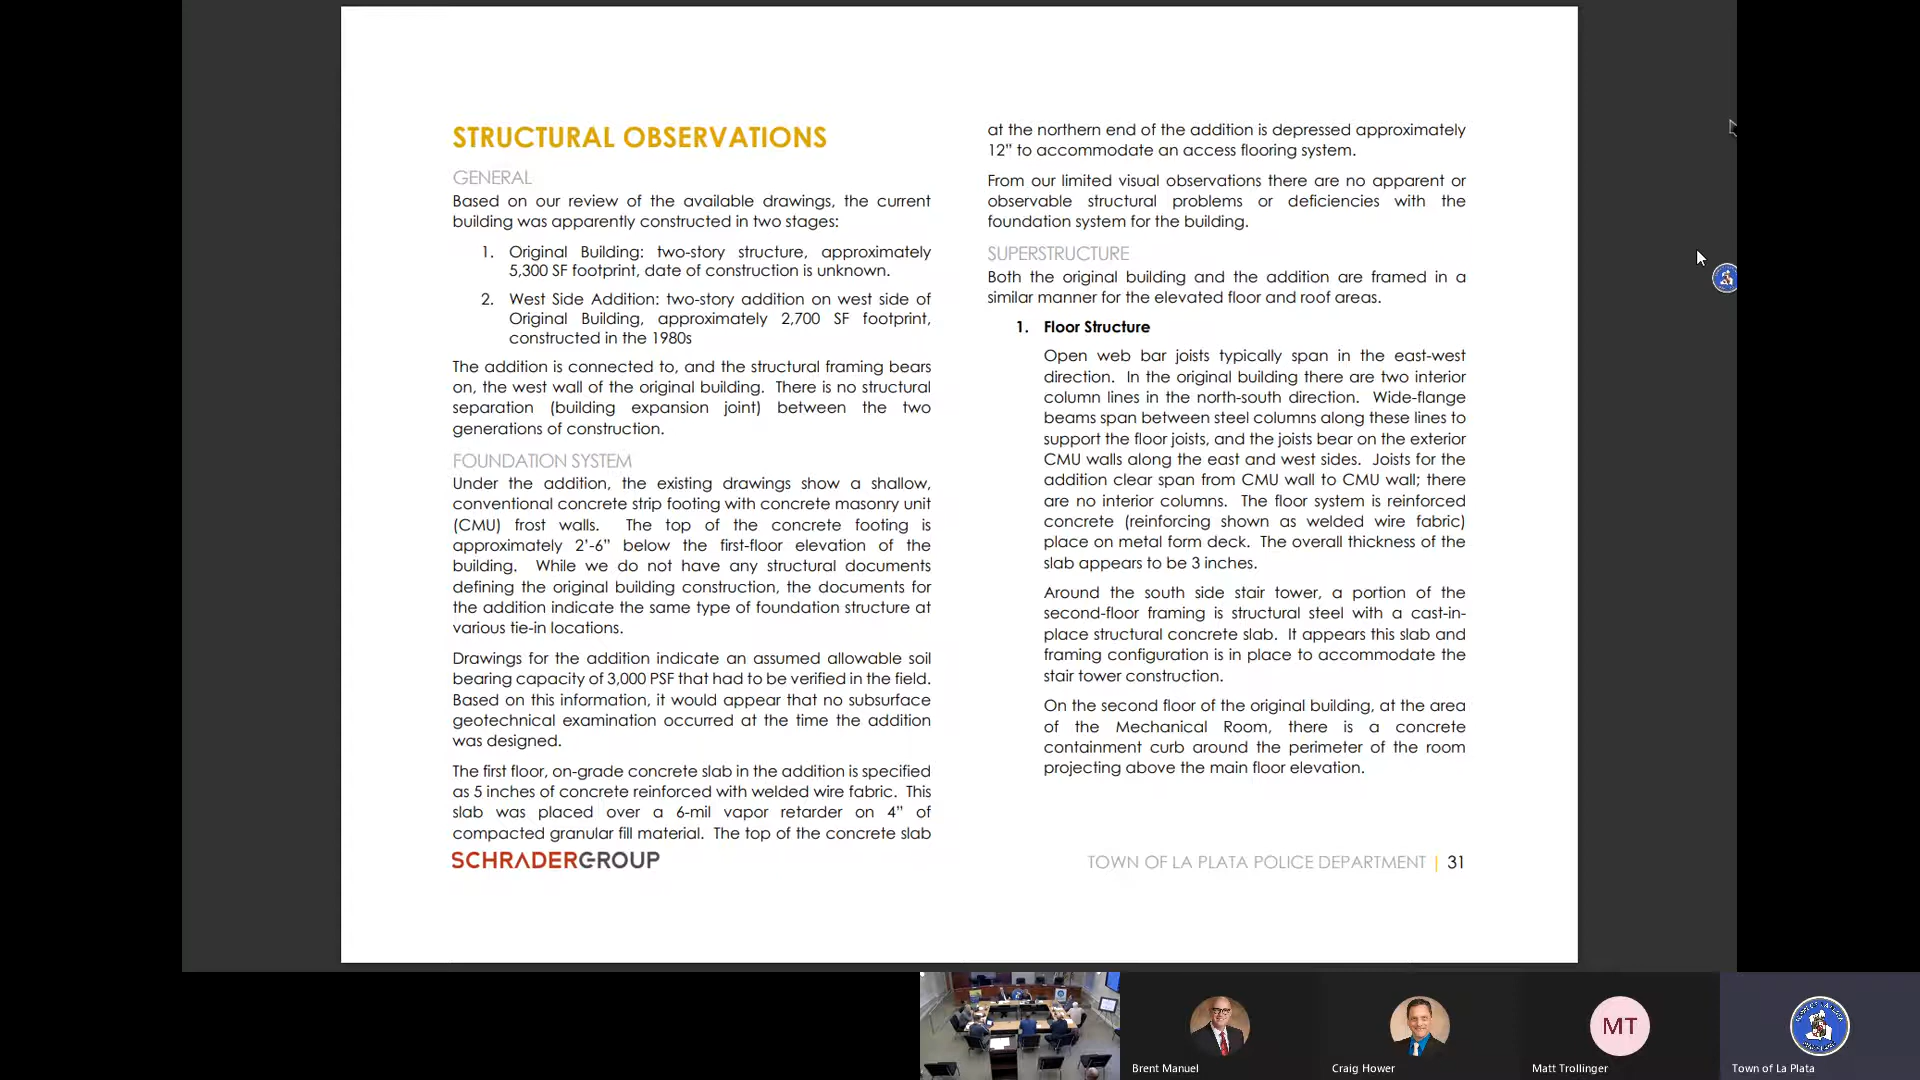 STRUCTURAL OBSERVATIONS
GENERAL
Based on our review of the available drawings, the current
building was apparently constructed in two stages:
1. Original Building: two-story structure, approximately
5,300 SF footprint, date of construction is unknown.
2. West Side Addition: two-story addition on west side of
Original Building, approximately 2,700 SF footprint,
constructed in the 1980s
The addition is connected to, and the structural framing bears
on, the west wall of the original building. There is no structural
separation (building expansion joint) between the two
generations of construction.
FOUNDATION SYSTEM
Under the addition, the existing drawings show a shallow,
conventional concrete strip footing with concrete masonry unit
(CMU) frost walls. The top of the concrete footing is
approximately 2'-6" below the first-floor elevation of the
building. While we do not have any structural documents
defining the original building construction, the documents for
the addition indicate the same type of foundation structure at
various tie-in locations.
Drawings for the addition indicate an assumed allowable soil
bearing capacity of 3,000 PSF that had to be verified in the field.
Based on this information, it would appear that no subsurface
geotechnical examination occurred at the time the addition
was designed.
The first floor, on-grade concrete slab in the addition is specified
as 5 inches of concrete reinforced with welded wire fabric. This
slab was placed over a 6-mil vapor retarder on 4" of
compacted granular fill material. The top of the concrete slab
at the northern end of the addition is depressed approximately
12" to accommodate an access flooring system.
From our limited visual observations there are no apparent or
observable structural problems or deficiencies with the
foundation system for the building.
SUPERSTRUCTURE
Both the original building and the addition are framed in a
similar manner for the elevated floor and roof areas.
1. Floor Structure
Open web bar joists typically span in the east-west
direction. In the original building there are two interior
column lines in the north-south direction. Wide-flange
beams span between steel columns along these lines to
support the floor joists, and the joists bear on the exterior
CMU walls along the east and west sides. Joists for the
addition clear span from CMU wall to CMU wall; there
are no interior columns. The floor system is reinforced
concrete (reinforcing shown as welded wire fabric)
place on metal form deck. The overall thickness of the
slab appears to be 3 inches.
Around the south side stair tower, a portion of the
second-floor framing is structural steel with a cast-in-
place structural concrete slab. It appears this slab and
framing configuration is in place to accommodate the
stair tower construction.
On the second floor of the original building, at the area
of the Mechanical Room, there is a concrete
containment curb around the perimeter of the room
projecting above the main floor elevation.
SCHRADERGROUP
TOWN OF LA PLATA POLICE DEPARTMENT | 31
MT
Brent Manuel
Craig Hower
Matt Trollinger
Town of La Plata